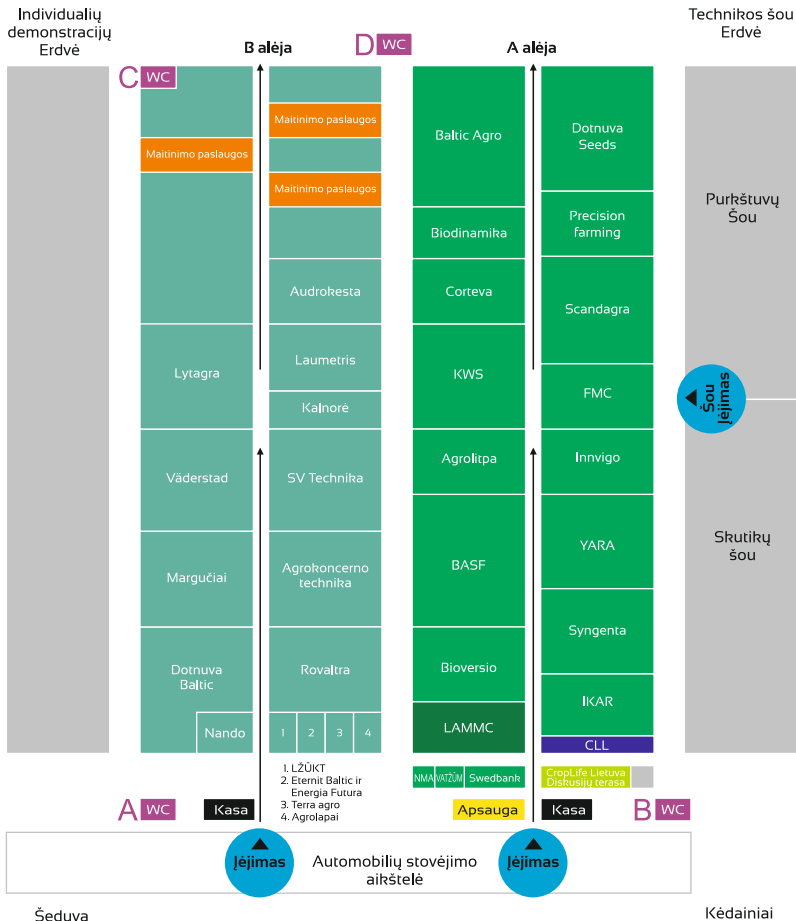 Individualių
demonstracijų
Erdvė
B alėja
D WC
A alėja
Technikos šou
Erdvė
C WC
Maitinimo paslaugos
Maitinimo paslaugos
Maitinimo paslaugos
Audrokesta
Lytagra
Laumetris
Kalnorė
Väderstad
SV Technika
Margučiai
Agrokoncerno
technika
Dotnuva
Baltic
Nando
Rovaltra
1 2 3 4
Baltic Agro
Biodinamika
Corteva
KWS
Agrolitpa
BASF
Bioversio
LAMMC
Dotnuva
Seeds
Precision
farming
Scandagra
FMC
Innvigo
YARA
Syngenta
IKAR
CLL
Purkštuvų
Šou
Šou
Įėjimas
Skutikų
šou
1. LŽŪKT
2. Eternit Baltic ir
Energia Futura
3. Terra agro
4. Agrolapai
NMA VATŽŪM Swedbank
CropLife Lietuva
Diskusijų terasa
A WC
Kasa
Apsauga
Kasa
B WC
Įėjimas
Automobilių stovėjimo
aikštelė
Įėjimas
Šeduva
Kėdainiai